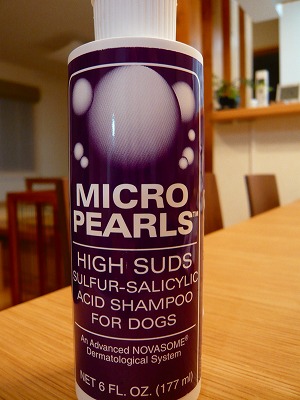 MICRO
PEARLS™
HIGH SUDS
SULFUR-SALICYLIC
ACID SHAMPOO
FOR DOGS
An Advanced NOVASOME®
Dermatological System
NET 6 FL. OZ. (177 ml)